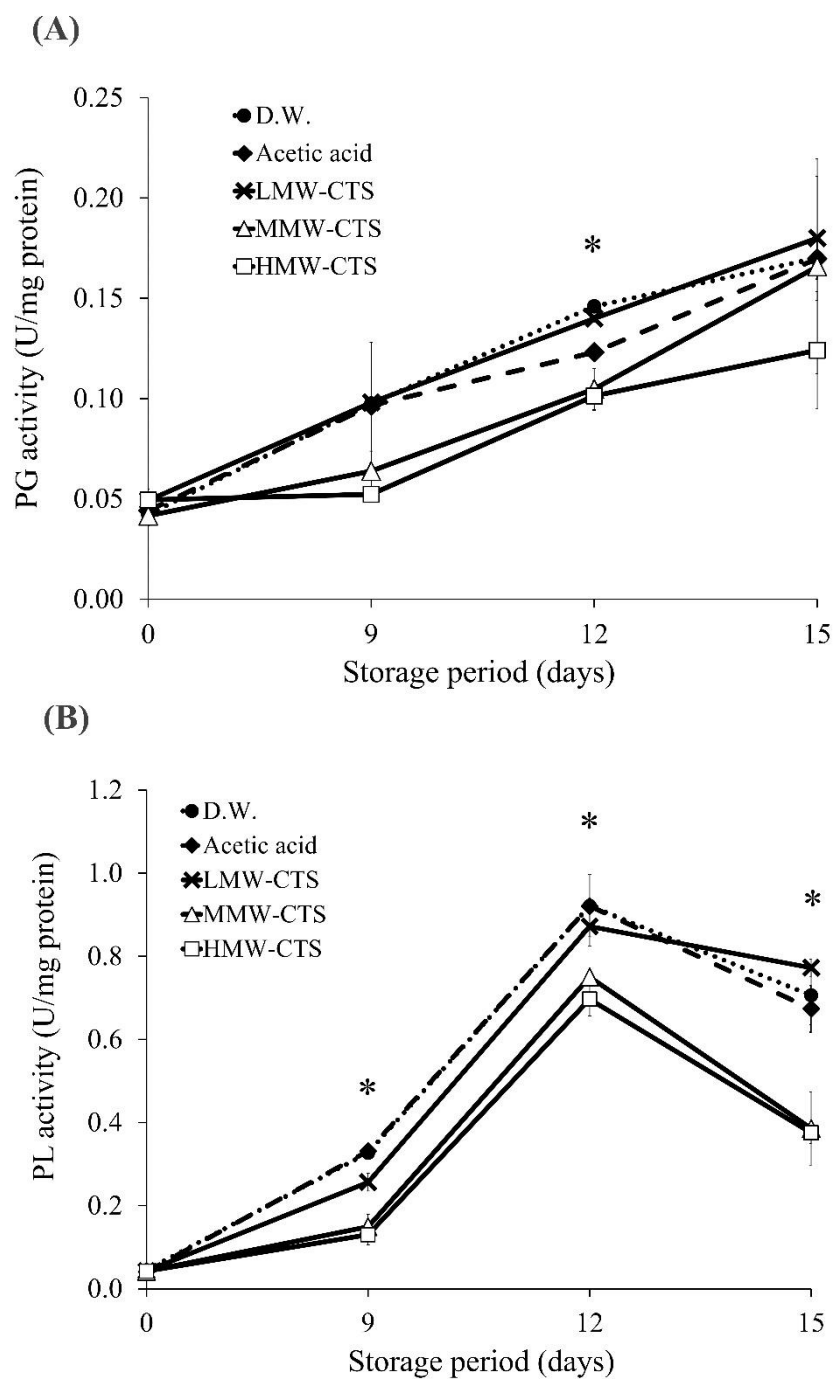 (A)
0.25
0.20
0.15
0.10
0.05
0.00
PG activity (U/mg protein)
D.W.
Acetic acid
LMW-CTS
MMW-CTS
HMW-CTS
*
0 9 12 15
Storage period (days)
(B)
1.2
1.0
0.8
0.6
0.4
0.2
0.0
PL activity (U/mg protein)
D.W.
Acetic acid
LMW-CTS
MMW-CTS
HMW-CTS
*
*
*
0 9 12 15
Storage period (days)